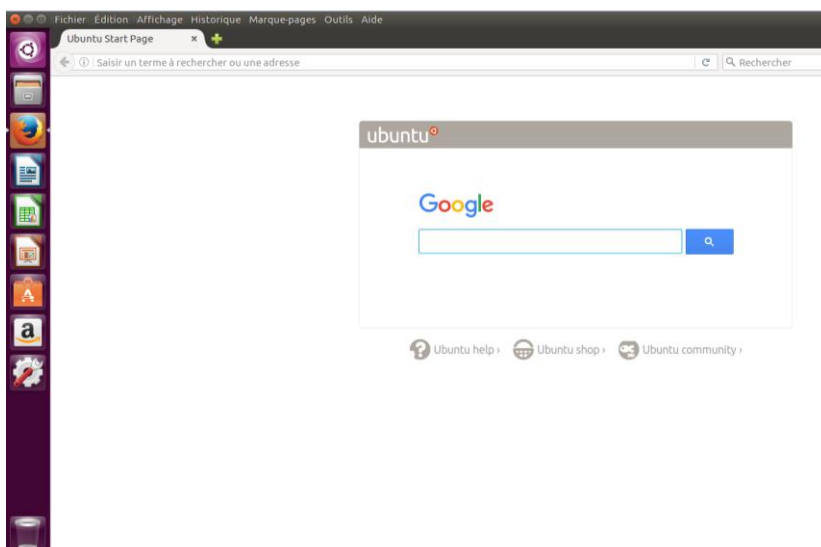 Fichier Édition Affichage Historique Marque-pages Outils Aide
Ubuntu Start Page
Saisir un terme à rechercher ou une adresse
Rechercher
ubuntu
Google
Ubuntu help ›
Ubuntu shop ›
Ubuntu community ›
a